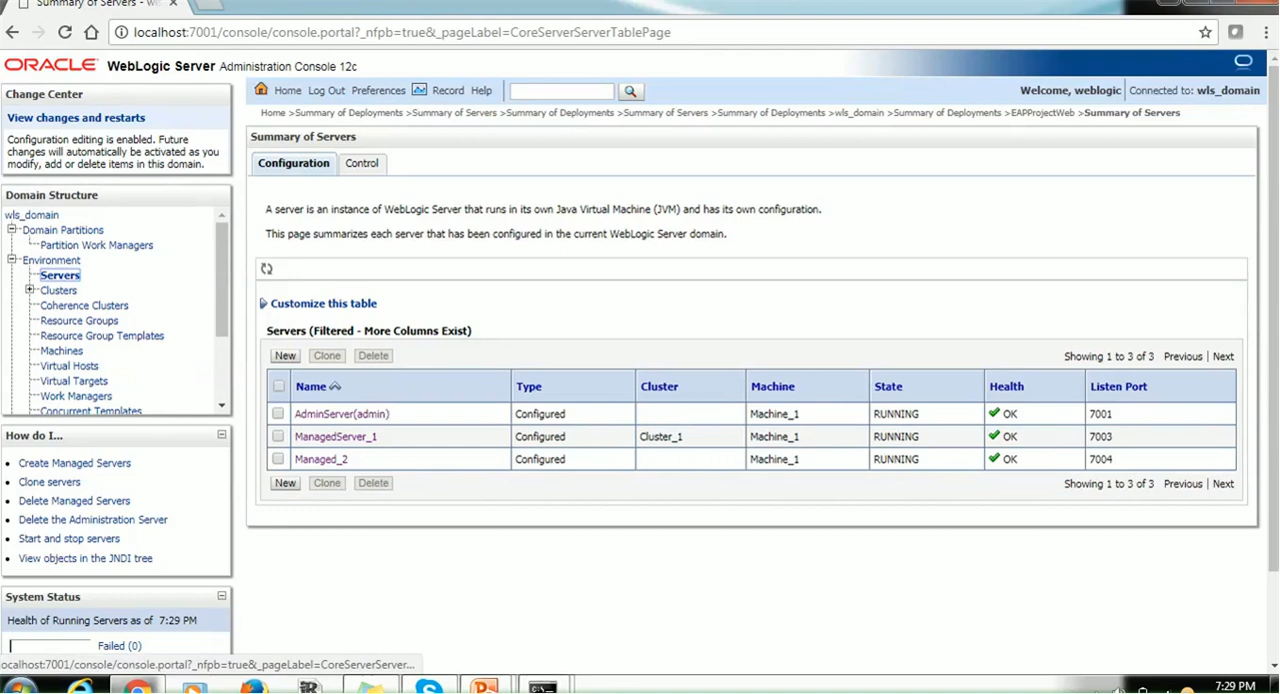 Summary of Servers - wl
localhost:7001/console/console.portal?_nfpb=true&_pageLabel=CoreServerServerTablePage
ORACLE WebLogic Server Administration Console 12c
Change Center
View changes and restarts
Configuration editing is enabled. Future
changes will automatically be activated as you
modify, add or delete items in this domain.
Domain Structure
wls_domain
Domain Partitions
Partition Work Managers
Environment
Servers
Clusters
Coherence Clusters
Resource Groups
Resource Group Templates
Machines
Virtual Hosts
Virtual Targets
Work Managers
Concurrent Templates
How do I...
Create Managed Servers
Clone servers
Delete Managed Servers
Delete the Administration Server
Start and stop servers
View objects in the JNDI tree
System Status
Health of Running Servers as of 7:29 PM
Failed (0)
Home Log Out Preferences Record Help
Welcome, weblogic Connected to: wls_domain
Home >Summary of Deployments >Summary of Servers >Summary of Deployments >Summary of Servers >Summary of Deployments >wls_domain >Summary of Deployments >EAPProjectWeb >Summary of Servers
Summary of Servers
Configuration Control
A server is an instance of WebLogic Server that runs in its own Java Virtual Machine (JVM) and has its own configuration.
This page summarizes each server that has been configured in the current WebLogic Server domain.
Customize this table
Servers (Filtered - More Columns Exist)
New Clone Delete Showing 1 to 3 of 3 Previous | Next
Name Type Cluster Machine State Health Listen Port
AdminServer(admin) Configured Machine_1 RUNNING OK 7001
ManagedServer_1 Configured Cluster_1 Machine_1 RUNNING OK 7003
Managed_2 Configured Machine_1 RUNNING OK 7004
New Clone Delete Showing 1 to 3 of 3 Previous | Next
ocalhost:7001/console/console.portal?_nfpb=true&_pageLabel=CoreServerServer...
7:29 PM